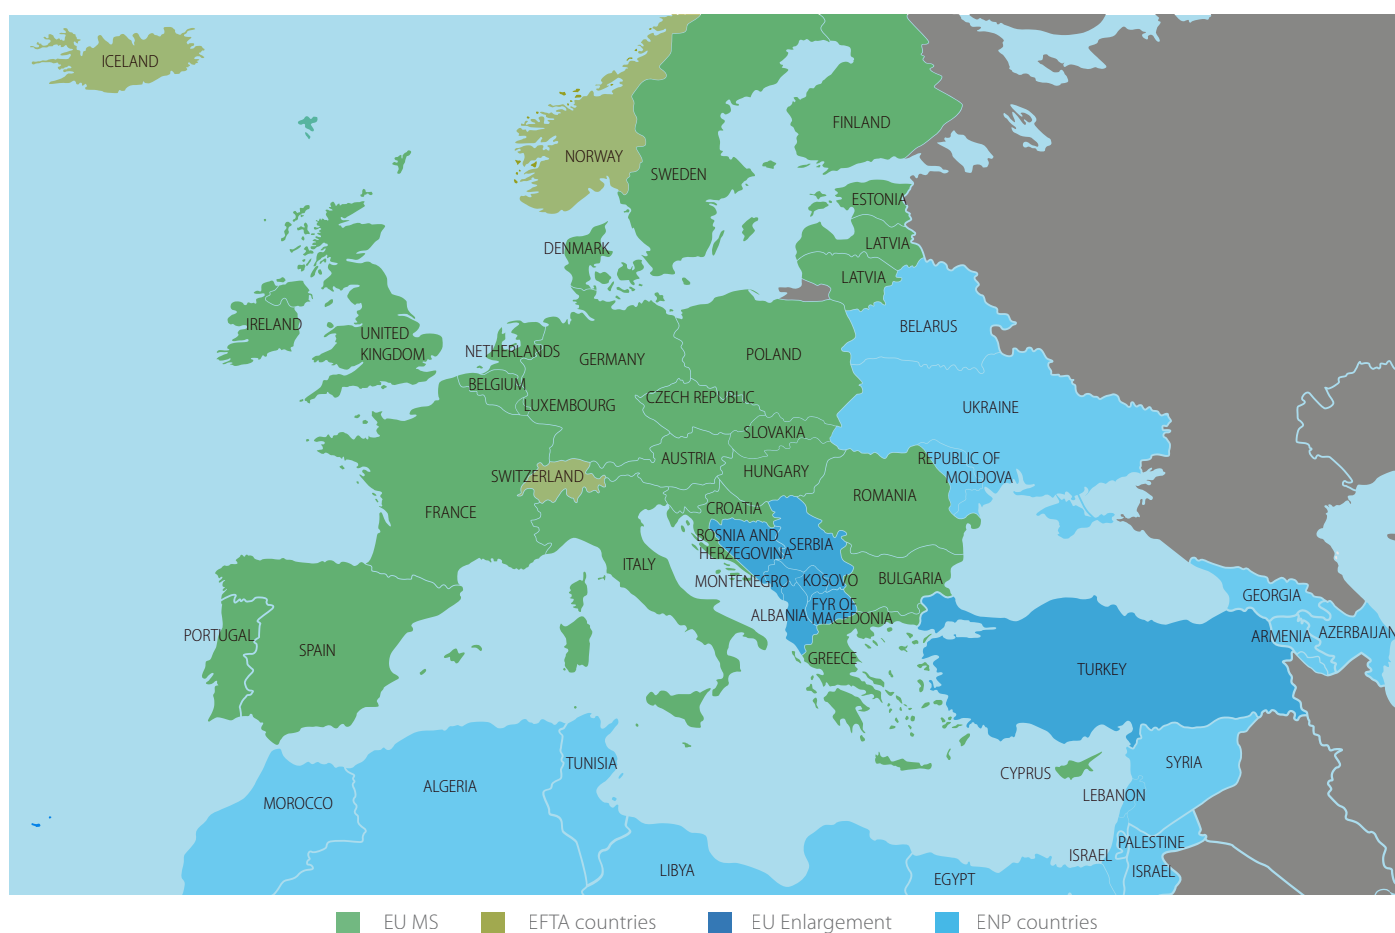 ICELAND
FINLAND
NORWAY
SWEDEN
ESTONIA
DENMARK
LATVIA
LATVIA
IRELAND
UNITED
KINGDOM
BELARUS
NETHERLANDS
GERMANY
POLAND
BELGIUM
LUXEMBOURG
CZECH REPUBLIC
UKRAINE
SLOVAKIA
AUSTRIA
HUNGARY
REPUBLIC OF
MOLDOVA
SWITZERLAND
ROMANIA
FRANCE
CROATIA
BOSNIA AND
HERZEGOVINA
SERBIA
ITALY
MONTENEGRO
KOSOVO
BULGARIA
GEORGIA
ALBANIA
FYR OF
MACEDONIA
PORTUGAL
SPAIN
GREECE
ARMENIA
AZERBAIJAN
TURKEY
TUNISIA
CYPRUS
SYRIA
ALGERIA
MOROCCO
LEBANON
PALESTINE
ISRAEL
ISRAEL
LIBYA
EGYPT
EU MS
EFTA countries
EU Enlargement
ENP countries